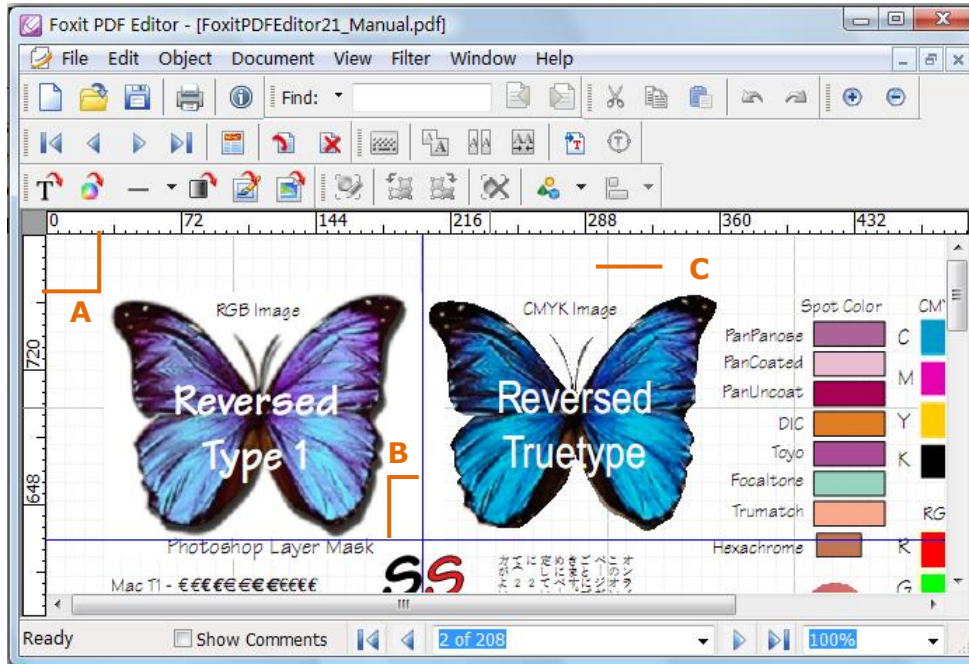 Foxit PDF Editor - [FoxitPDFEditor21_Manual.pdf]
File Edit Object Document View Filter Window Help
Find:
0 72 144 216 288 360 432
A
C
RGB Image
CMYK Image
Spot Color
720
PanPanose
C
PanCoated
M
Reversed
Reversed
PanUncoat
DIC
Y
Type 1
Truetype
Toyo
K
B
Focaltone
648
Trumatch
RG
Photoshop Layer Mask
Hexachrome
R
Mac T1 - €€€€€€€€€€€
S.S
G
Ready Show Comments 2 of 208 100%